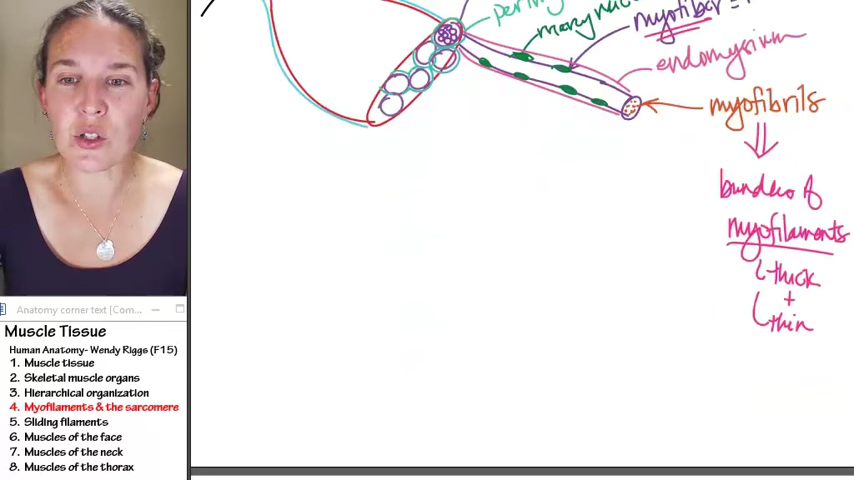 many
myofiber =
endomysium
myofibrils
bundles of
myofilaments
thick
+
thin
Anatomy corner text [Com...
Muscle Tissue
Human Anatomy- Wendy Riggs (F15)
1. Muscle tissue
2. Skeletal muscle organs
3. Hierarchical organization
4. Myofilaments & the sarcomere
5. Sliding filaments
6. Muscles of the face
7. Muscles of the neck
8. Muscles of the thorax